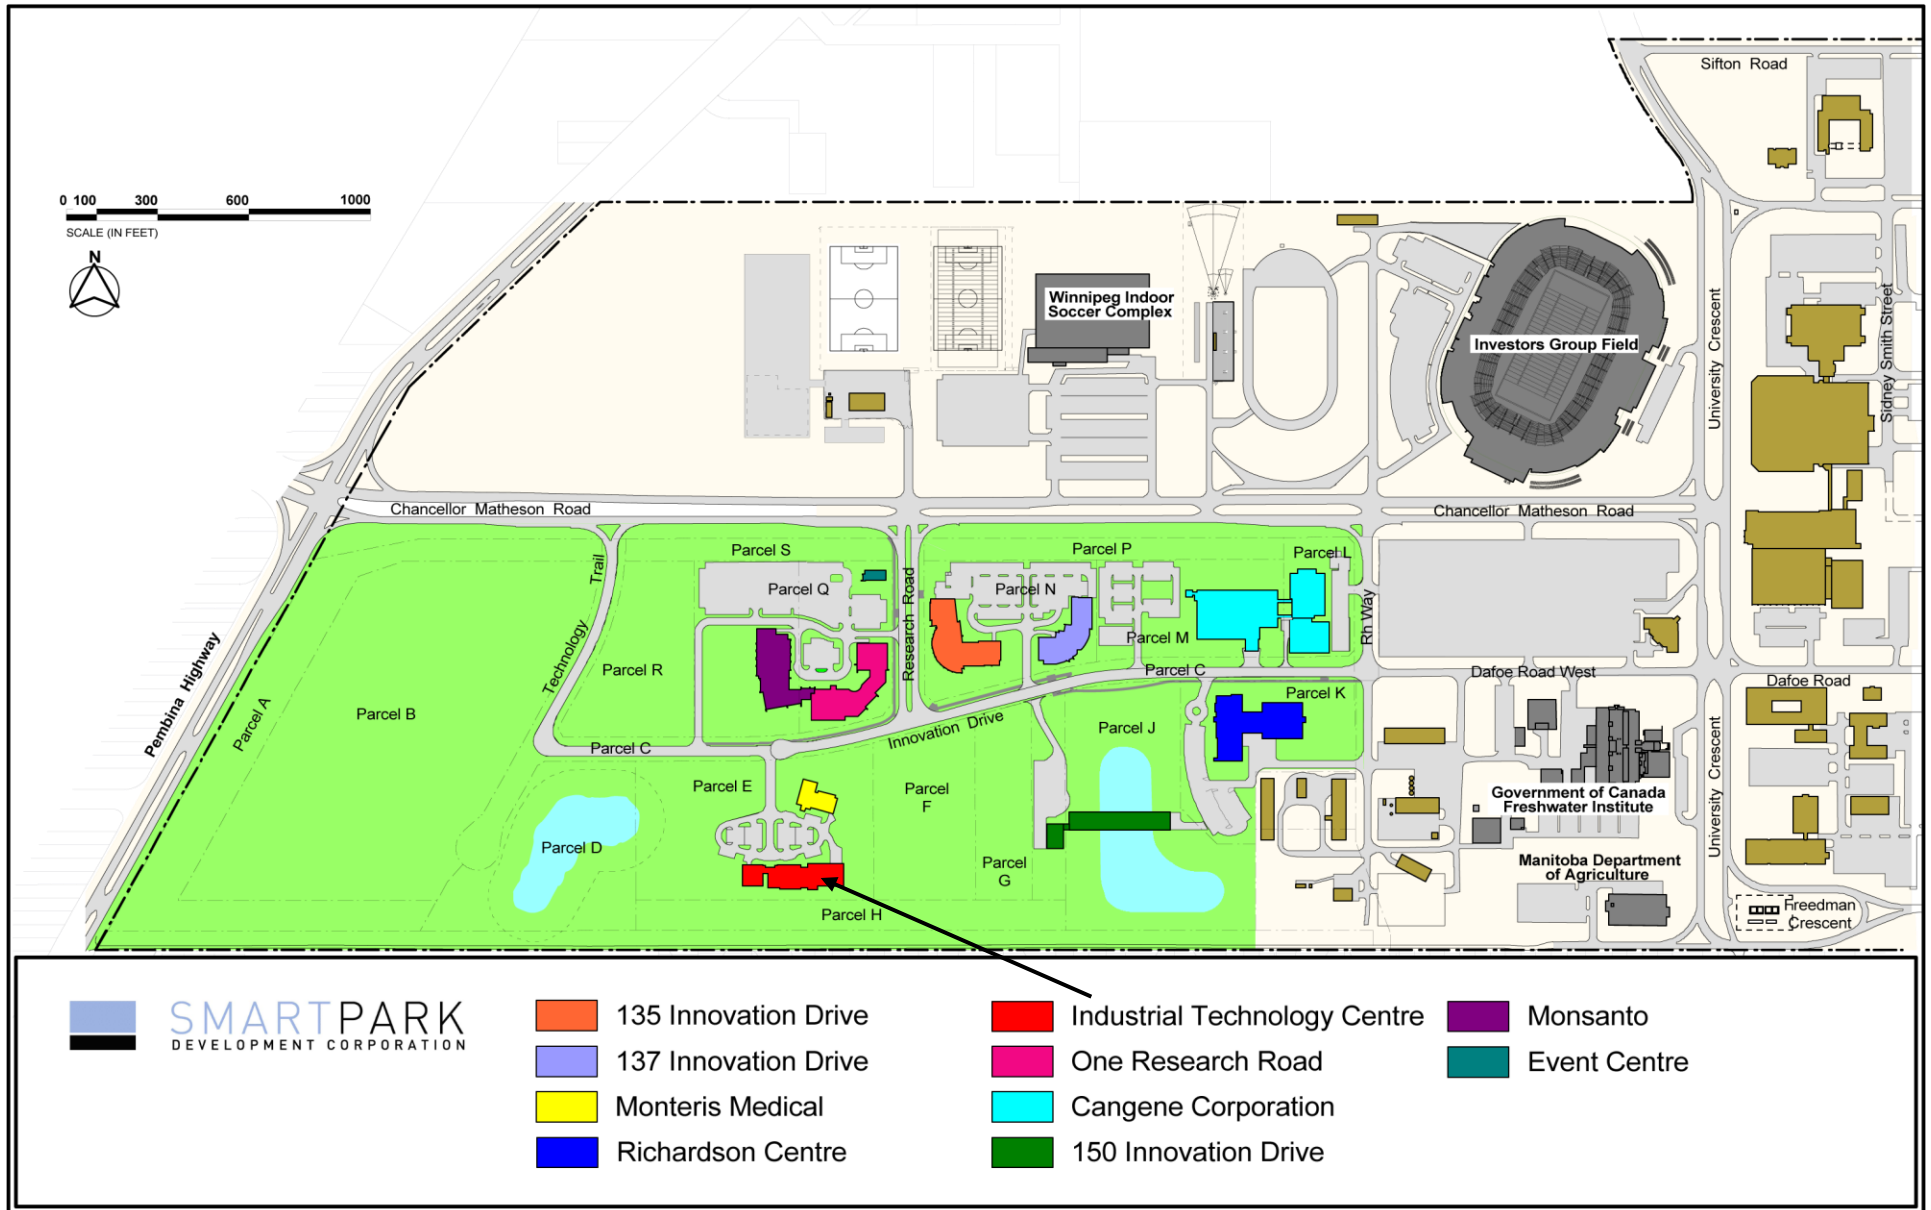 Sifton Road
0 100 300 600 1000
SCALE (IN FEET)
N
Winnipeg Indoor
Soccer Complex
Investors Group Field
University Crescent
Sidney Smith Street
Chancellor Matheson Road
Chancellor Matheson Road
Pembina Highway
Parcel A
Parcel B
Technology
Trail
Parcel R
Parcel S
Parcel Q
Research Road
Parcel P
Parcel N
Parcel L
Parcel M
Rh Way
Parcel C
Dafoe Road West
Dafoe Road
Parcel K
Parcel C
Innovation Drive
Parcel J
University Crescent
Parcel E
Parcel
F
Parcel D
Parcel
G
Parcel H
Government of Canada
Freshwater Institute
Manitoba Department
of Agriculture
Freedman
Crescent
SMARTPARK
DEVELOPMENT CORPORATION
135 Innovation Drive
137 Innovation Drive
Monteris Medical
Richardson Centre
Industrial Technology Centre
One Research Road
Cangene Corporation
150 Innovation Drive
Monsanto
Event Centre